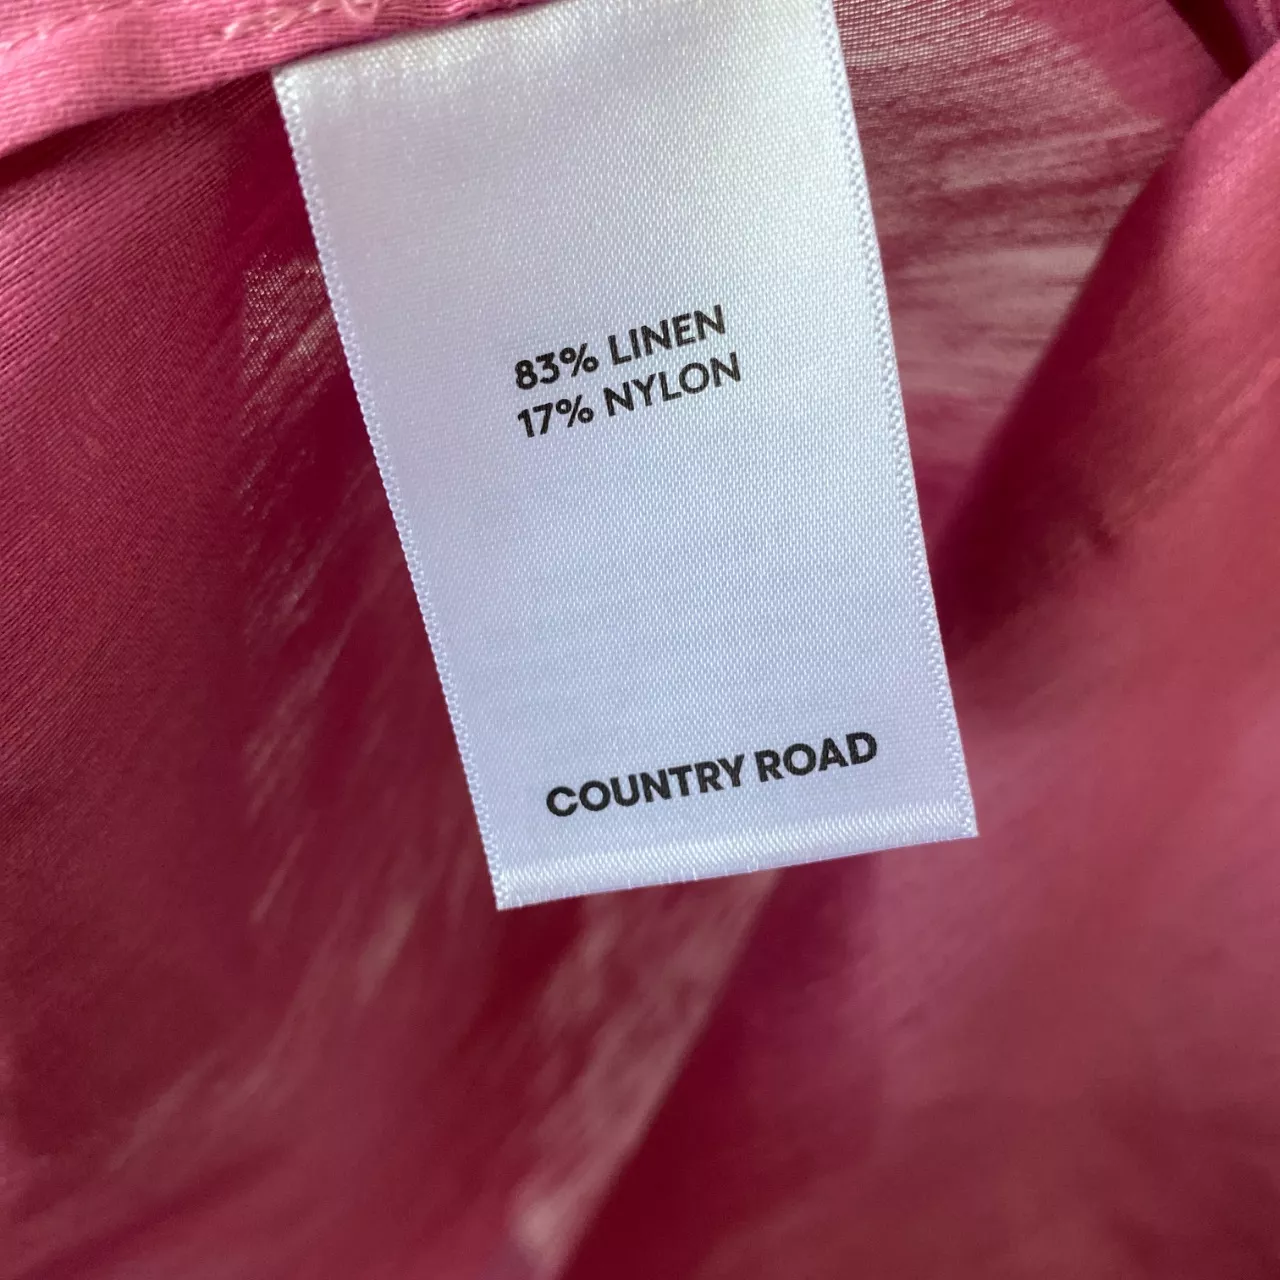 83% LINEN
17% NYLON
COUNTRY ROAD